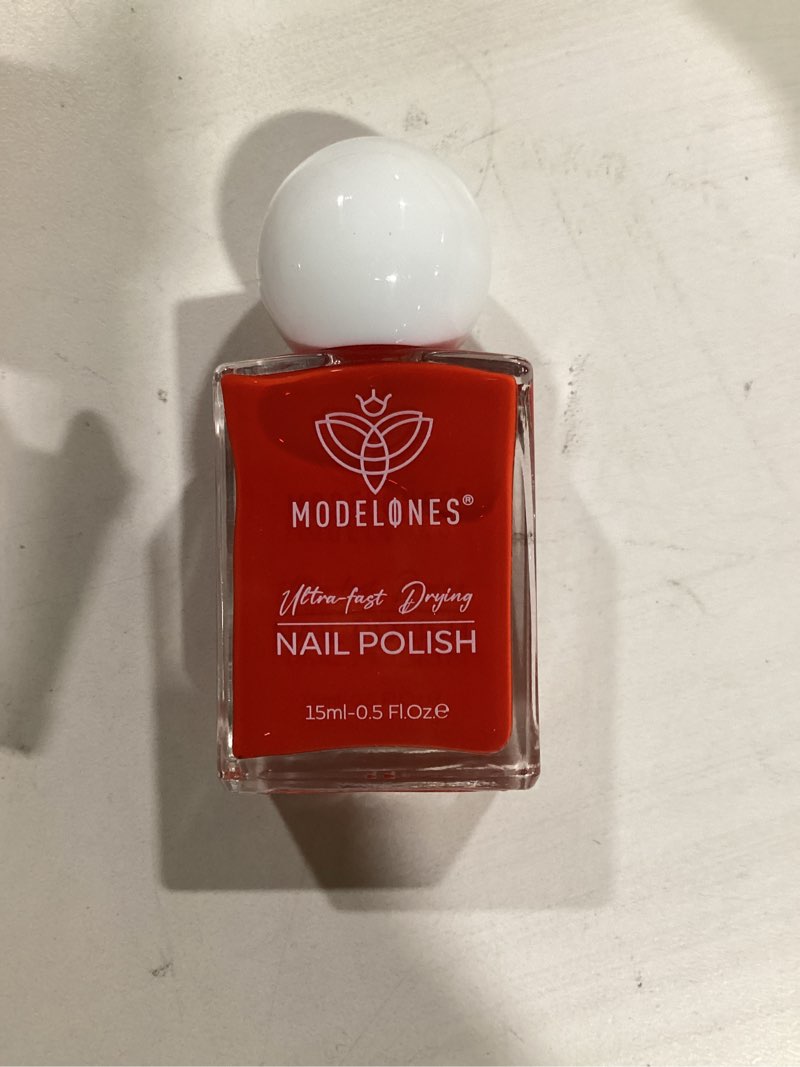 MODELONES®
Ultra-fast Drying
NAIL POLISH
15ml-0.5 Fl.Oz.℮